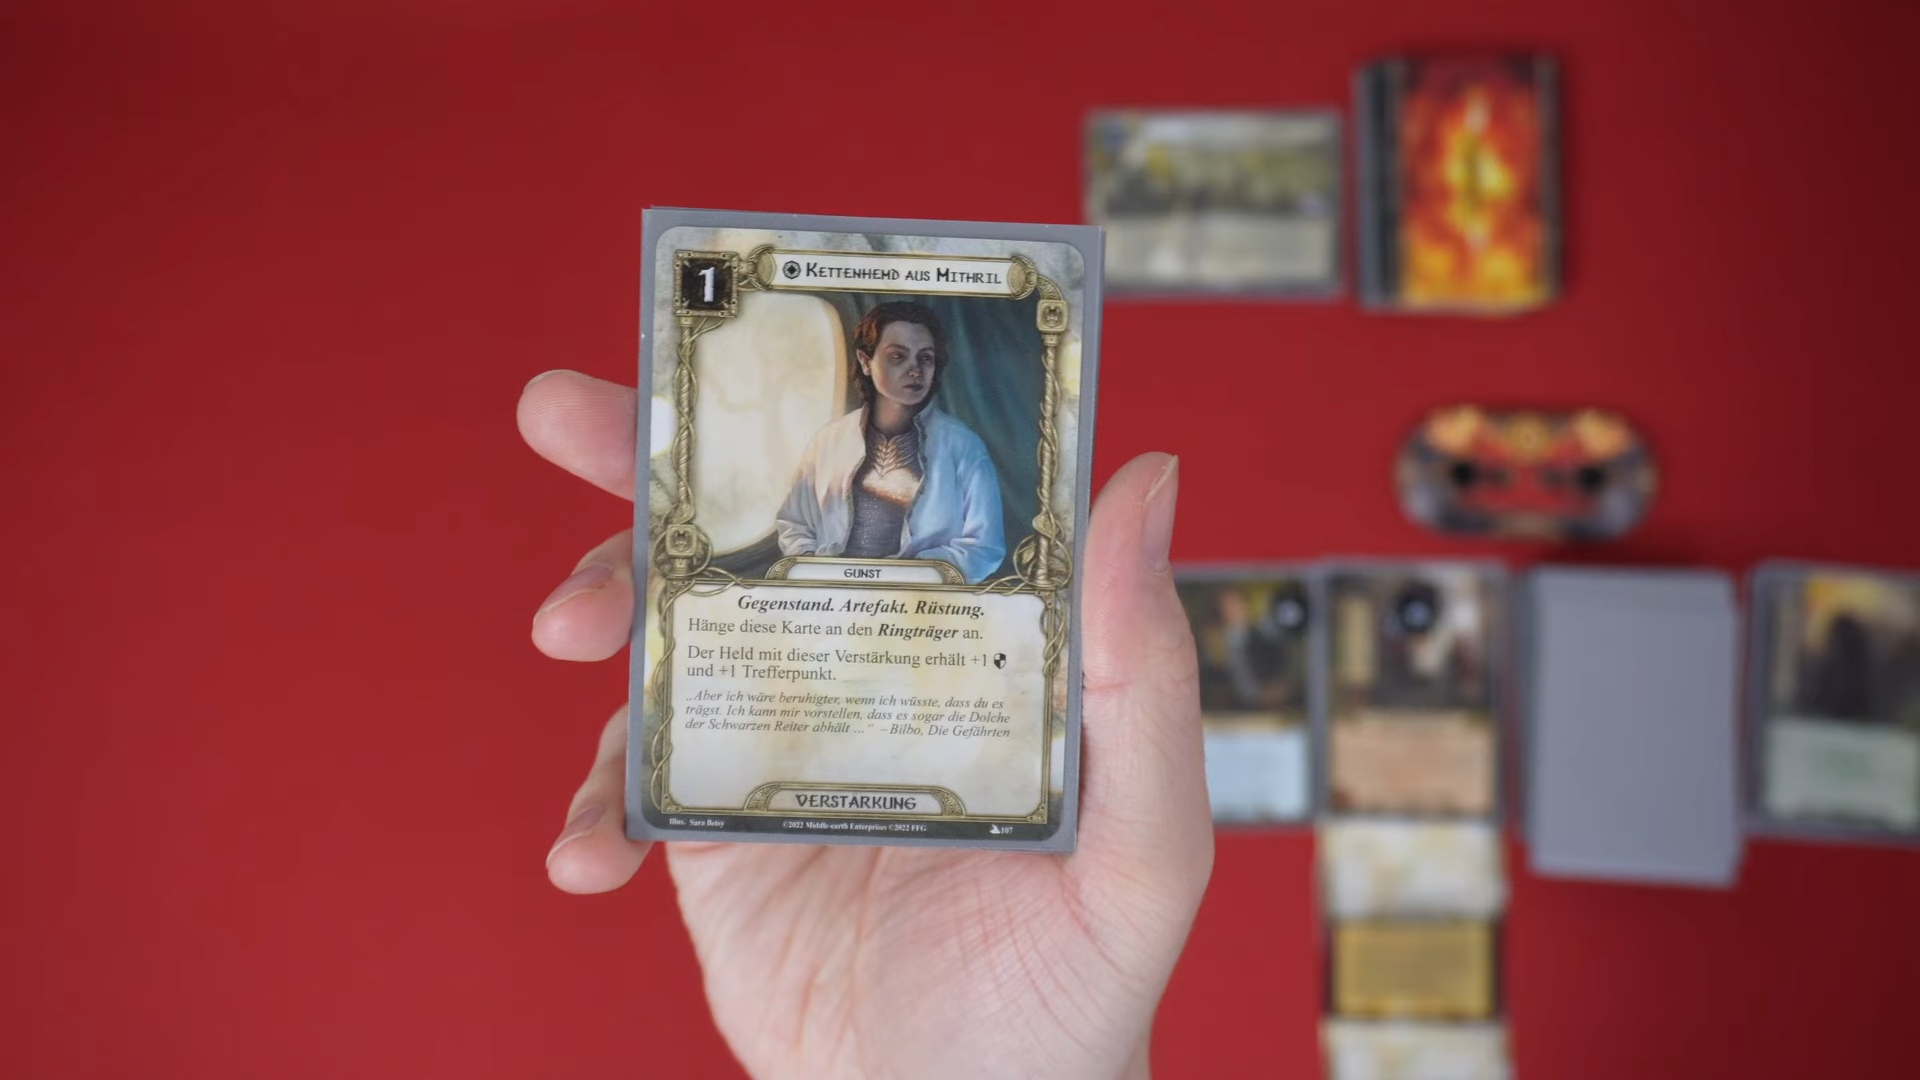 1
KETTENHEMD AUS MITHRIL
GUNST
Gegenstand. Artefakt. Rüstung.
Hänge diese Karte an den Ringträger an.
Der Held mit dieser Verstärkung erhält +1
und +1 Trefferpunkt.
„Aber ich wäre beruhigter, wenn ich wüsste, dass du es
trägst. Ich kann mir vorstellen, dass es sogar die Dolche
der Schwarzen Reiter abhält ...“ –Bilbo, Die Gefährten
VERSTÄRKUNG
Illus. Sara Betsy ©2022 Middle-earth Enterprises ©2022 FFG 107